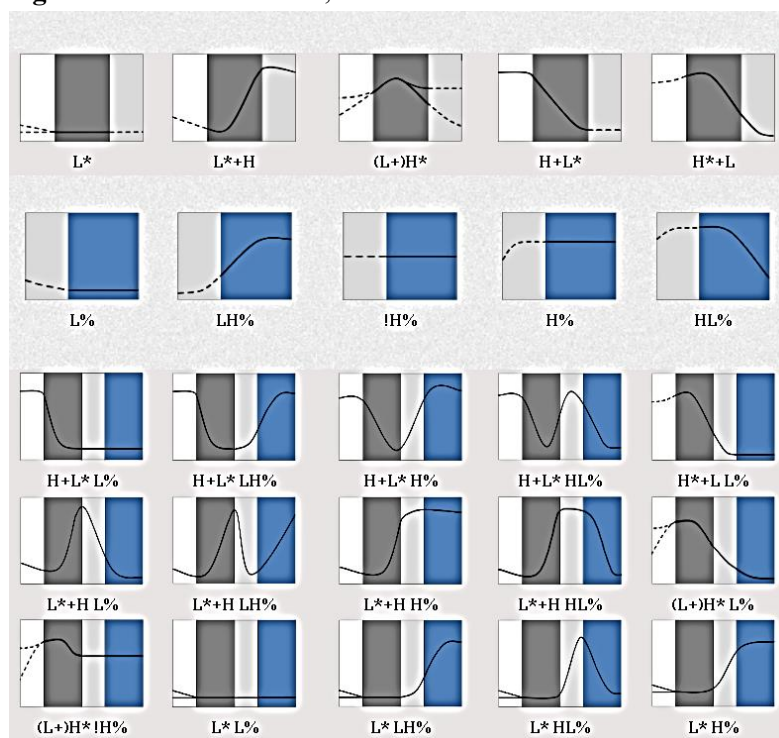 L* L*+H (L+)H* H+L* H*+L
L% LH% !H% H% HL%
H+L* L% H+L* LH% H+L* H% H+L* HL% H*+L L%
L*+H L% L*+H LH% L*+H H% L*+H HL% (L+)H* L%
(L+)H* !H% L* L% L* LH% L* HL% L* H%